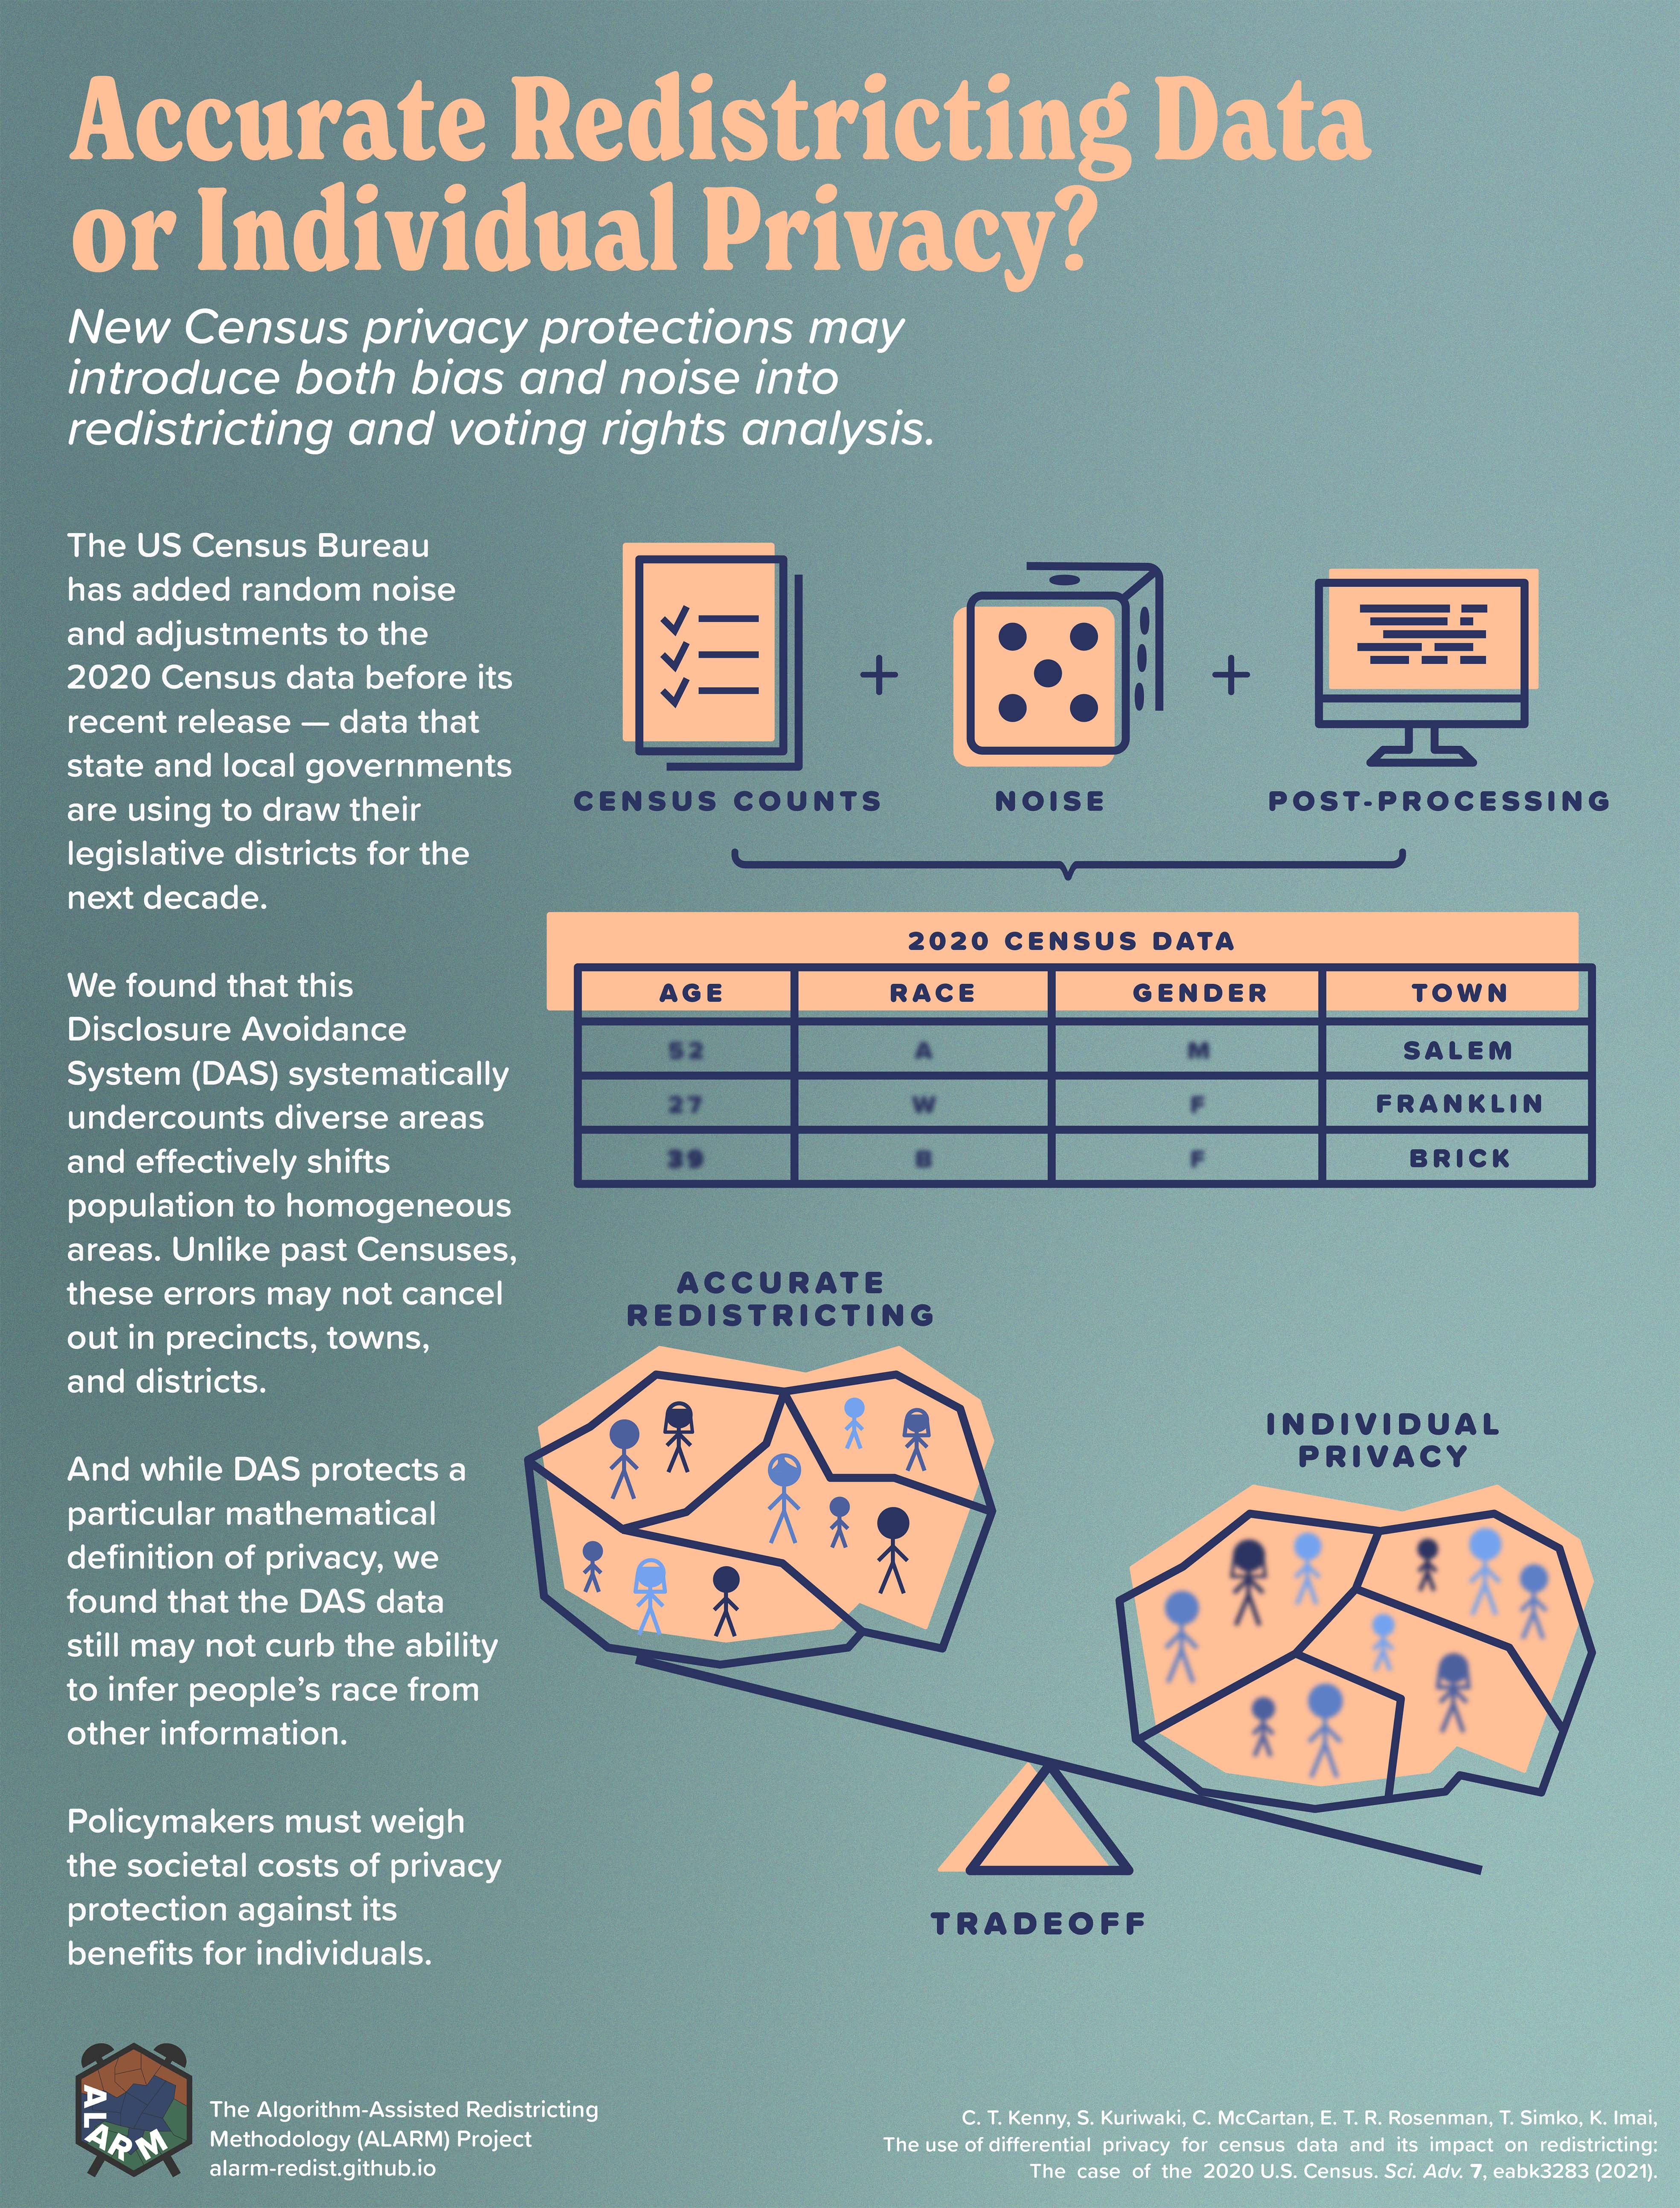 Accurate Redistricting Data
or Individual Privacy?
New Census privacy protections may
introduce both bias and noise into
redistricting and voting rights analysis.
The US Census Bureau
has added random noise
and adjustments to the
2020 Census data before its
recent release — data that
state and local governments
are using to draw their
legislative districts for the
next decade.
We found that this
Disclosure Avoidance
System (DAS) systematically
undercounts diverse areas
and effectively shifts
population to homogeneous
areas. Unlike past Censuses,
these errors may not cancel
out in precincts, towns,
and districts.
And while DAS protects a
particular mathematical
definition of privacy, we
found that the DAS data
still may not curb the ability
to infer people’s race from
other information.
Policymakers must weigh
the societal costs of privacy
protection against its
benefits for individuals.
CENSUS COUNTS + NOISE + POST-PROCESSING
2020 CENSUS DATA
AGE RACE GENDER TOWN
52 A M SALEM
27 W F FRANKLIN
39 B F BRICK
ACCURATE
REDISTRICTING
INDIVIDUAL
PRIVACY
TRADEOFF
ALARM
The Algorithm-Assisted Redistricting
Methodology (ALARM) Project
alarm-redist.github.io
C. T. Kenny, S. Kuriwaki, C. McCartan, E. T. R. Rosenman, T. Simko, K. Imai,
The use of differential privacy for census data and its impact on redistricting:
The case of the 2020 U.S. Census. Sci. Adv. 7, eabk3283 (2021).